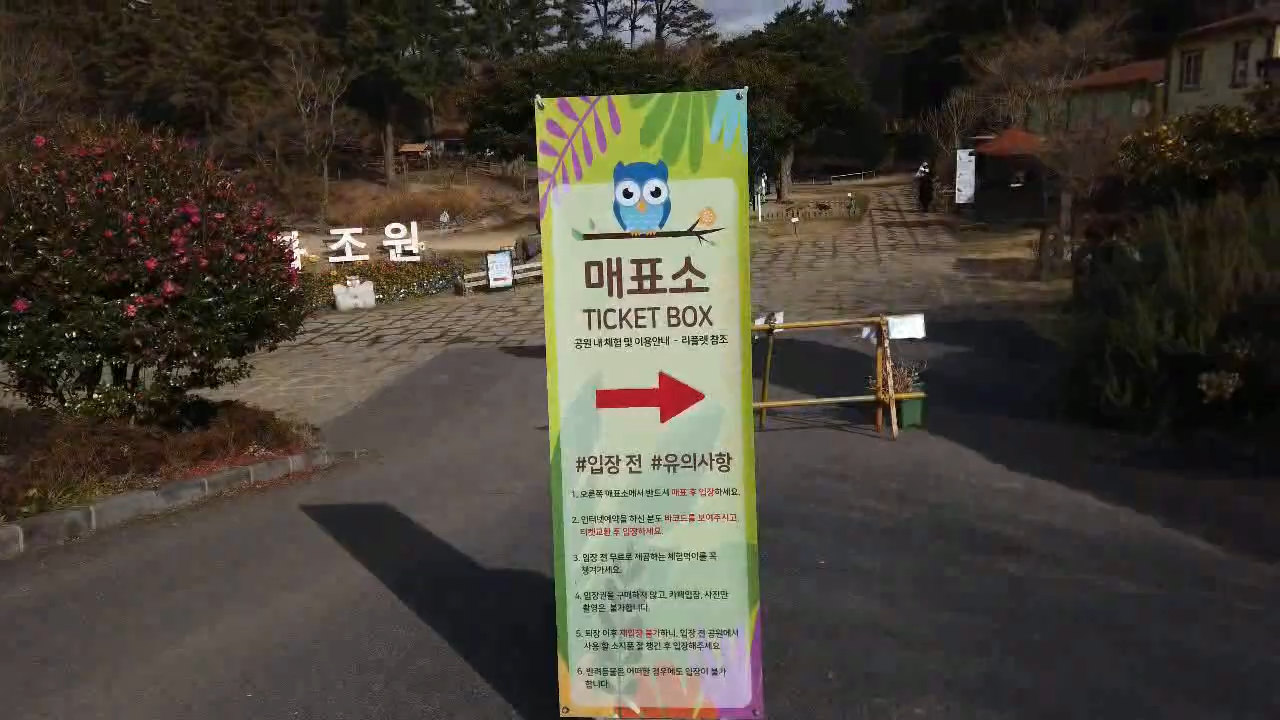 조원
매표소
TICKET BOX
공원 내 체험 및 이용안내 - 리플렛 참조
#입장 전 #유의사항
1. 오른쪽 매표소에서 반드시 매표 후 입장하세요.
2. 인터넷예약을 하신 분도 바코드를 보여주시고,
티켓교환 후 입장하세요.
3. 입장 전 무료로 제공하는 체험먹이를 꼭
챙겨가세요.
4. 입장권을 구매하지 않고, 카페입장, 사진만
촬영은, 불가합니다.
5. 퇴장 이후 재입장 불가하니, 입장 전 공원에서
사용 할 소지품 잘 챙긴 후 입장해주세요.
6. 반려동물은 어떠한 경우에도 입장이 불가
합니다.